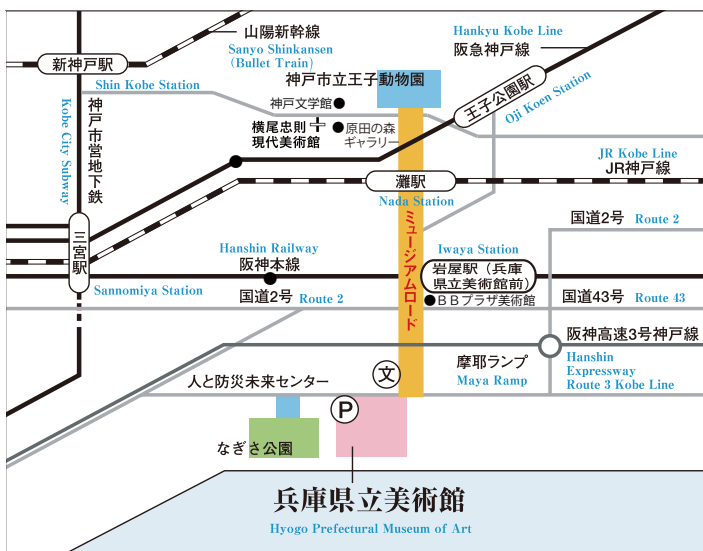 山陽新幹線
Sanyo Shinkansen
(Bullet Train)
Hankyu Kobe Line
阪急神戸線
新神戸駅
Shin Kobe Station
神戸市立王子動物園
王子公園駅
Oji Koen Station
神戸文学館
横尾忠則
現代美術館
原田の森
ギャラリー
神戸市営地下鉄
Kobe City Subway
JR Kobe Line
JR神戸線
灘駅
Nada Station
ミュージアムロード
国道2号 Route 2
三宮駅
Sannomiya Station
Hanshin Railway
阪神本線
Iwaya Station
岩屋駅（兵庫
県立美術館前）
BBプラザ美術館
国道2号 Route 2
国道43号 Route 43
阪神高速3号神戸線
Hanshin
Expressway
Route 3 Kobe Line
摩耶ランプ
Maya Ramp
文
人と防災未来センター
P
なぎさ公園
兵庫県立美術館
Hyogo Prefectural Museum of Art